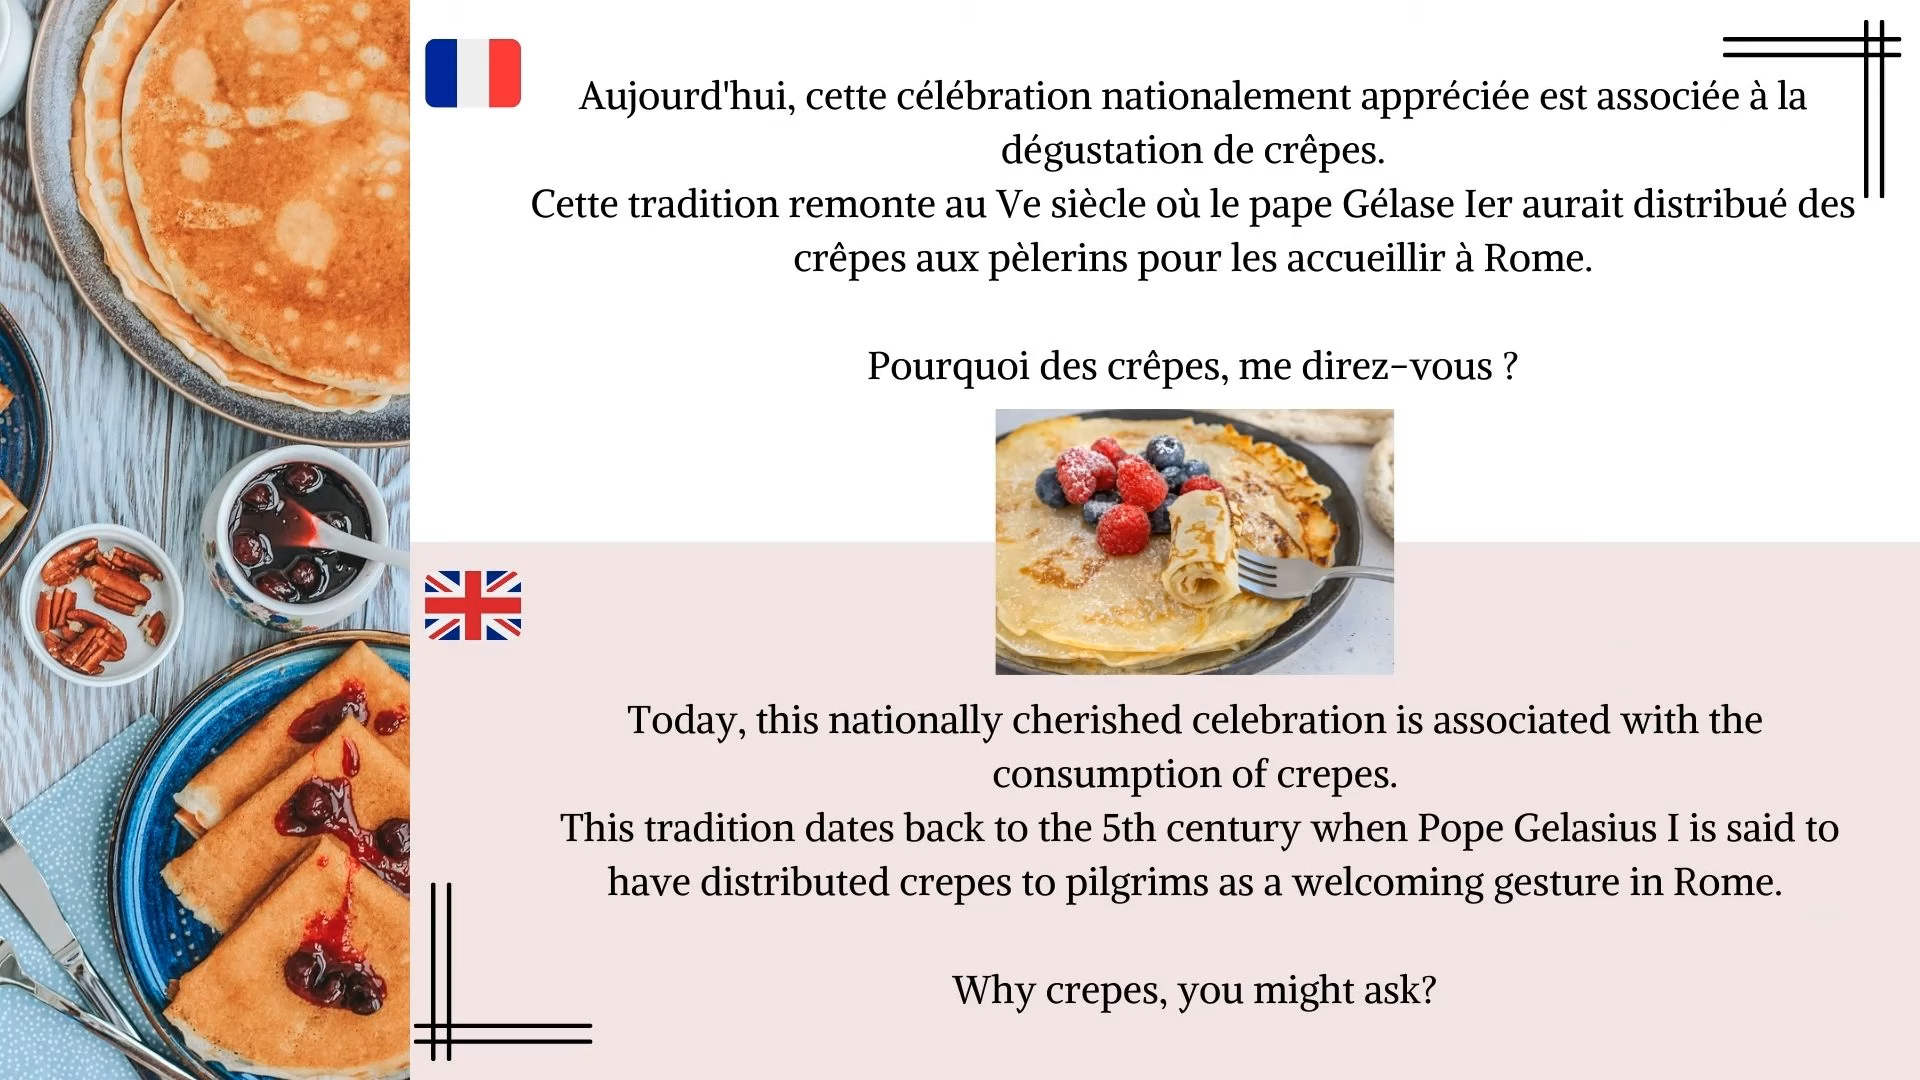 Aujourd'hui, cette célébration nationalement appréciée est associée à la
dégustation de crêpes.
Cette tradition remonte au Ve siècle où le pape Gélase Ier aurait distribué des
crêpes aux pèlerins pour les accueillir à Rome.
Pourquoi des crêpes, me direz-vous ?
Today, this nationally cherished celebration is associated with the
consumption of crepes.
This tradition dates back to the 5th century when Pope Gelasius I is said to
have distributed crepes to pilgrims as a welcoming gesture in Rome.
Why crepes, you might ask?